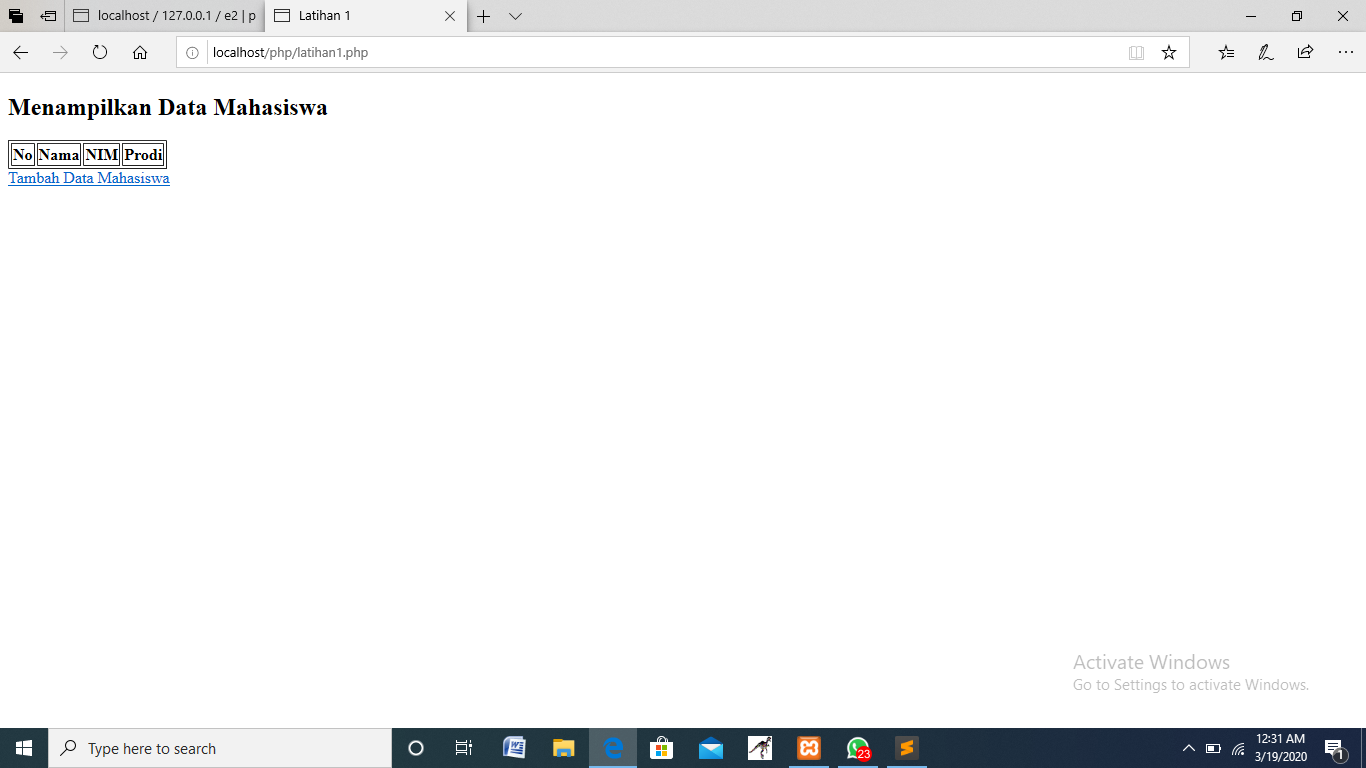 localhost / 127.0.0.1 / e2 | p
Latihan 1
localhost/php/latihan1.php
Menampilkan Data Mahasiswa
No Nama NIM Prodi
Tambah Data Mahasiswa
Activate Windows
Go to Settings to activate Windows.
Type here to search
23
12:31 AM
3/19/2020
1